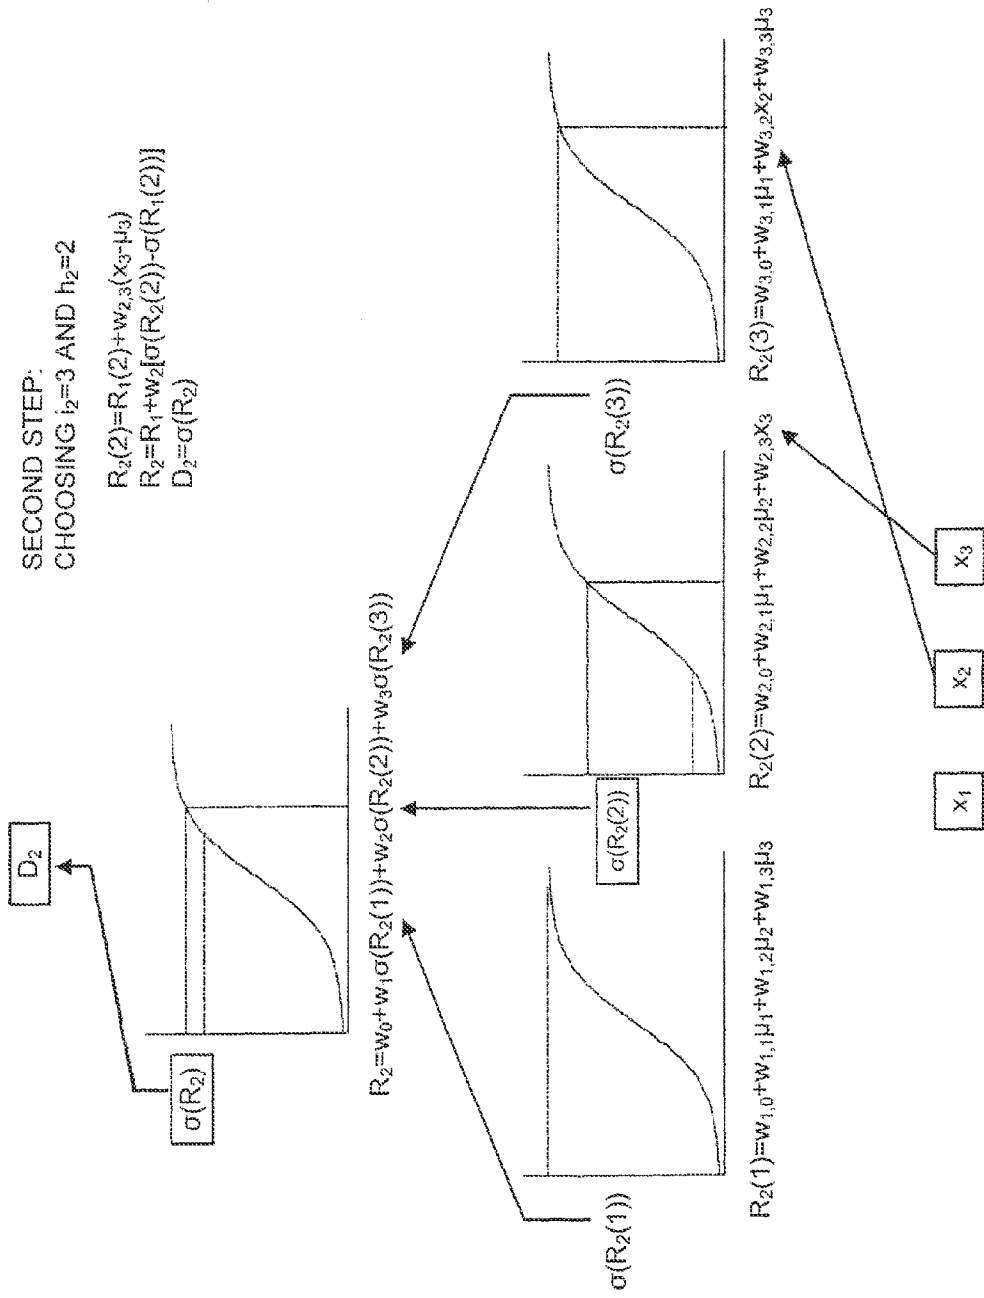 SECOND STEP:
CHOOSING i₂=3 AND h₂=2
R₂(2)=R₁(2)+w₂,₃(x₃-μ₃)
R₂=R₁+w₂[σ(R₂(2))-σ(R₁(2))]
D₂=σ(R₂)
D₂
σ(R₂)
R₂=w₀+w₁σ(R₂(1))+w₂σ(R₂(2))+w₃σ(R₂(3))
σ(R₂(1))
σ(R₂(2))
σ(R₂(3))
R₂(1)=w₁,₀+w₁,₁μ₁+w₁,₂μ₂+w₁,₃μ₃
R₂(2)=w₂,₀+w₂,₁μ₁+w₂,₂μ₂+w₂,₃x₃
R₂(3)=w₃,₀+w₃,₁μ₁+w₃,₂x₂+w₃,₃μ₃
x₁
x₂
x₃